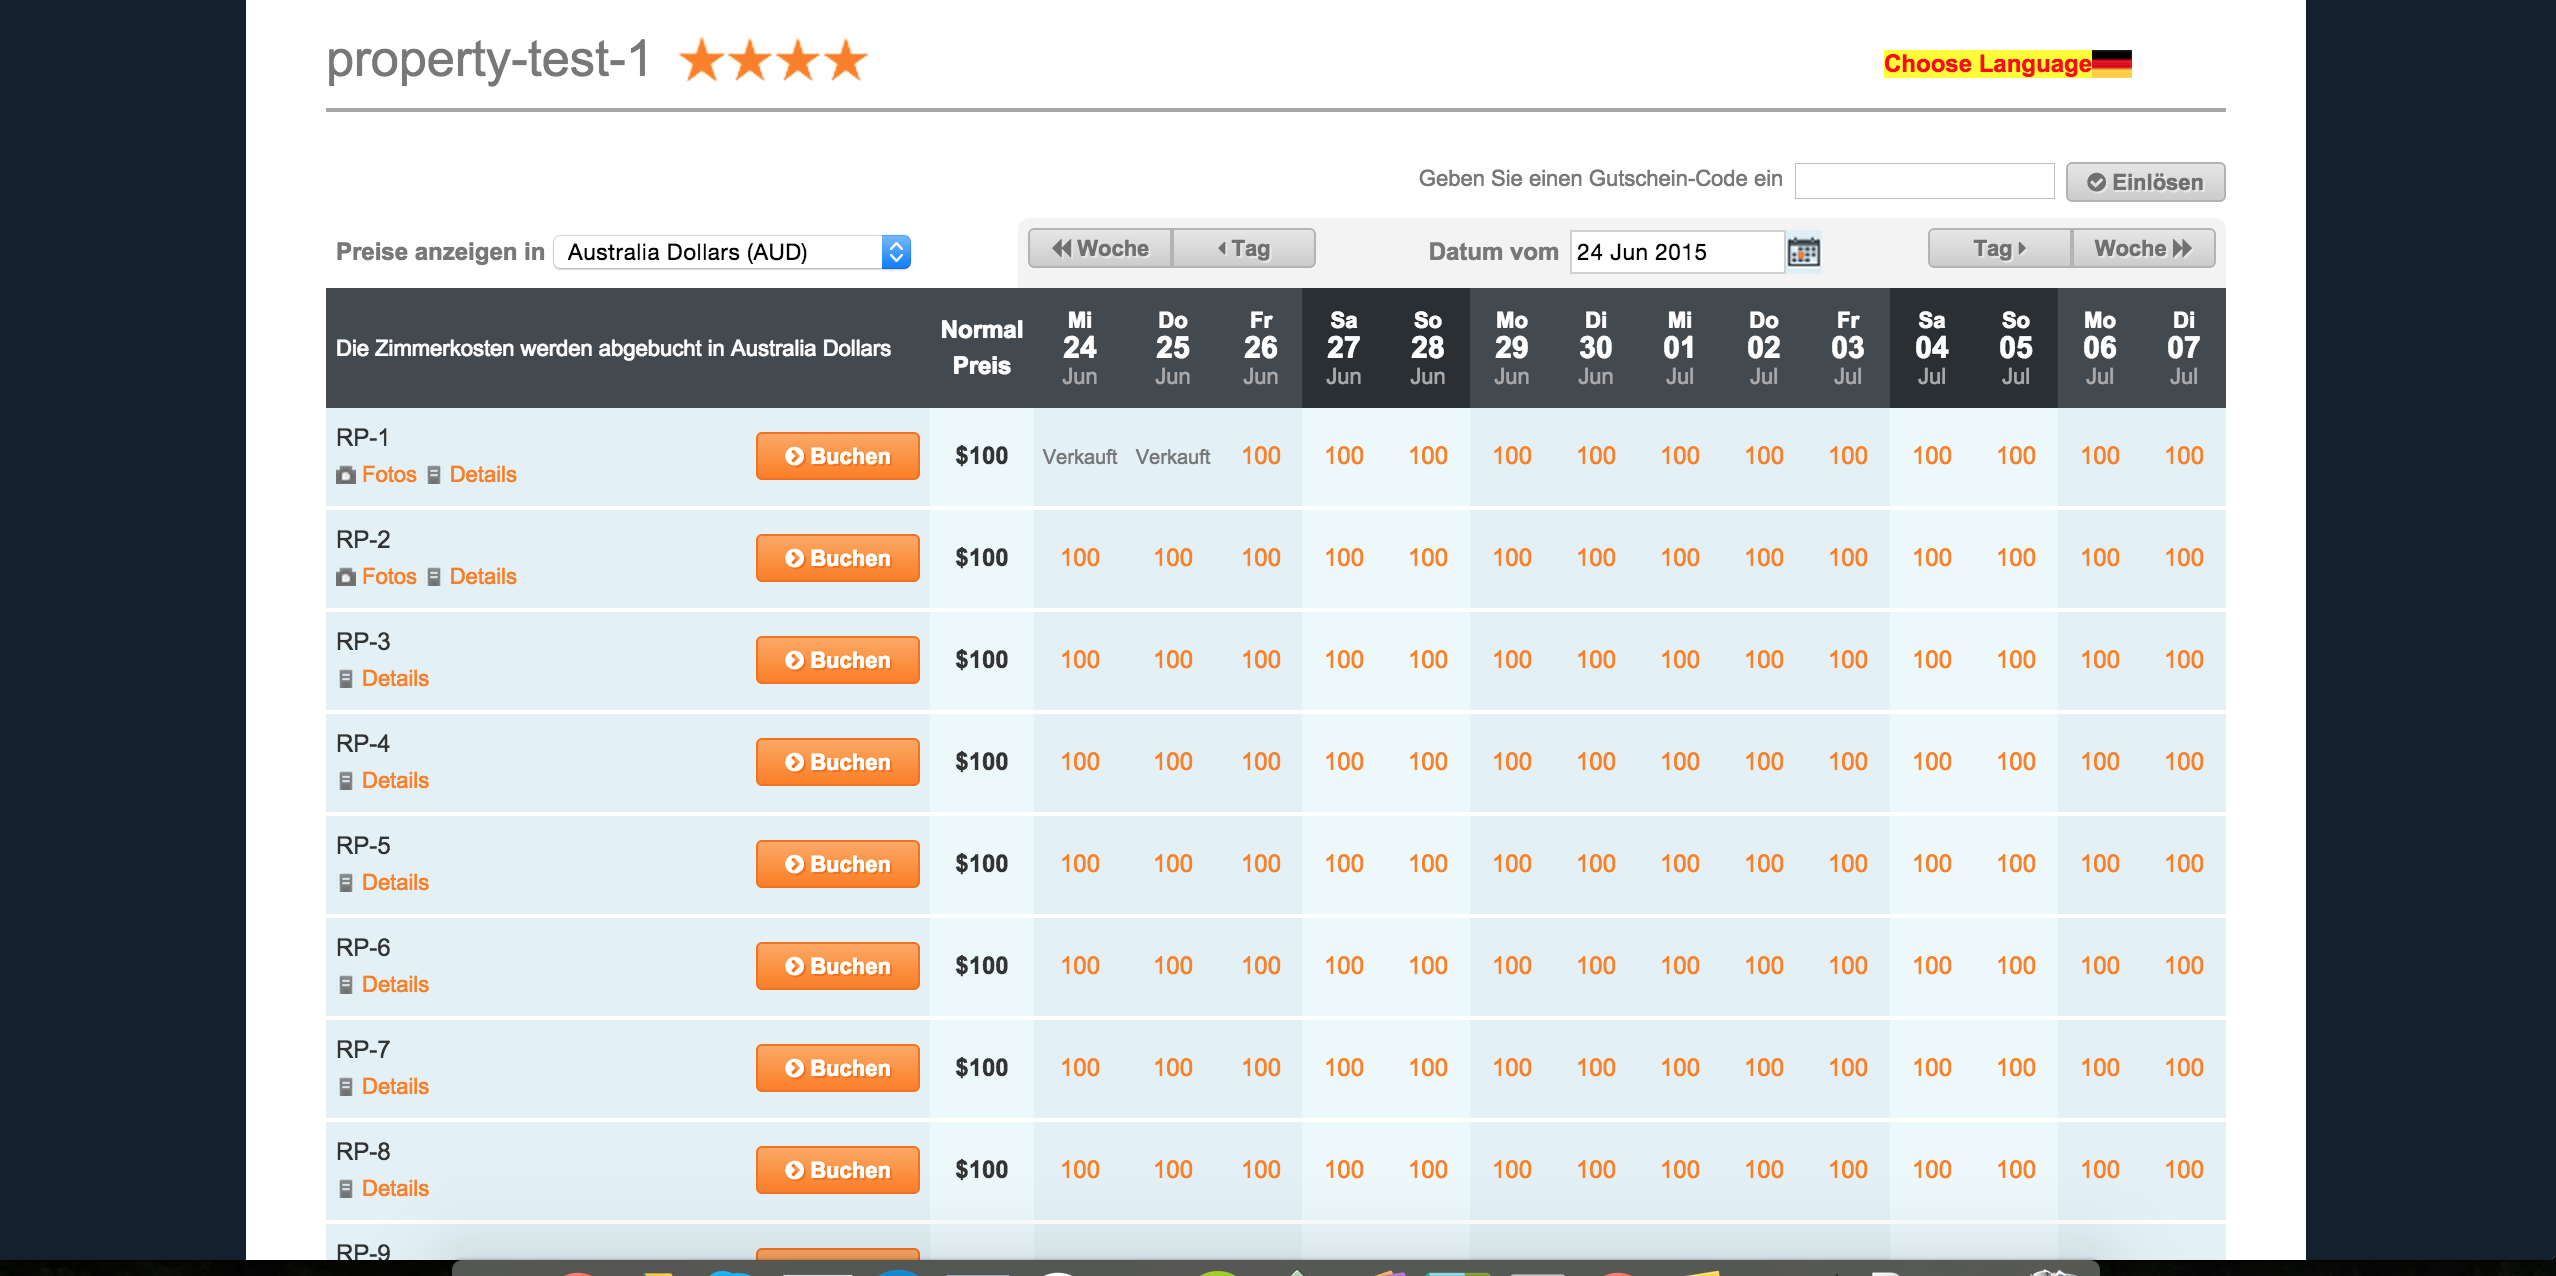 property-test-1
Choose Language
Geben Sie einen Gutschein-Code ein Einlösen
Preise anzeigen in Australia Dollars (AUD) Woche Tag Datum vom 24 Jun 2015 Tag Woche
Die Zimmerkosten werden abgebucht in Australia Dollars
Normal
Preis
Mi Do Fr Sa So Mo Di Mi Do Fr Sa So Mo Di
24 25 26 27 28 29 30 01 02 03 04 05 06 07
Jun Jun Jun Jun Jun Jun Jun Jul Jul Jul Jul Jul Jul Jul
RP-1
Fotos Details
Buchen $100 Verkauft Verkauft 100 100 100 100 100 100 100 100 100 100 100 100
RP-2
Fotos Details
Buchen $100 100 100 100 100 100 100 100 100 100 100 100 100 100 100
RP-3
Details
Buchen $100 100 100 100 100 100 100 100 100 100 100 100 100 100 100
RP-4
Details
Buchen $100 100 100 100 100 100 100 100 100 100 100 100 100 100 100
RP-5
Details
Buchen $100 100 100 100 100 100 100 100 100 100 100 100 100 100 100
RP-6
Details
Buchen $100 100 100 100 100 100 100 100 100 100 100 100 100 100 100
RP-7
Details
Buchen $100 100 100 100 100 100 100 100 100 100 100 100 100 100 100
RP-8
Details
Buchen $100 100 100 100 100 100 100 100 100 100 100 100 100 100 100
RP-9